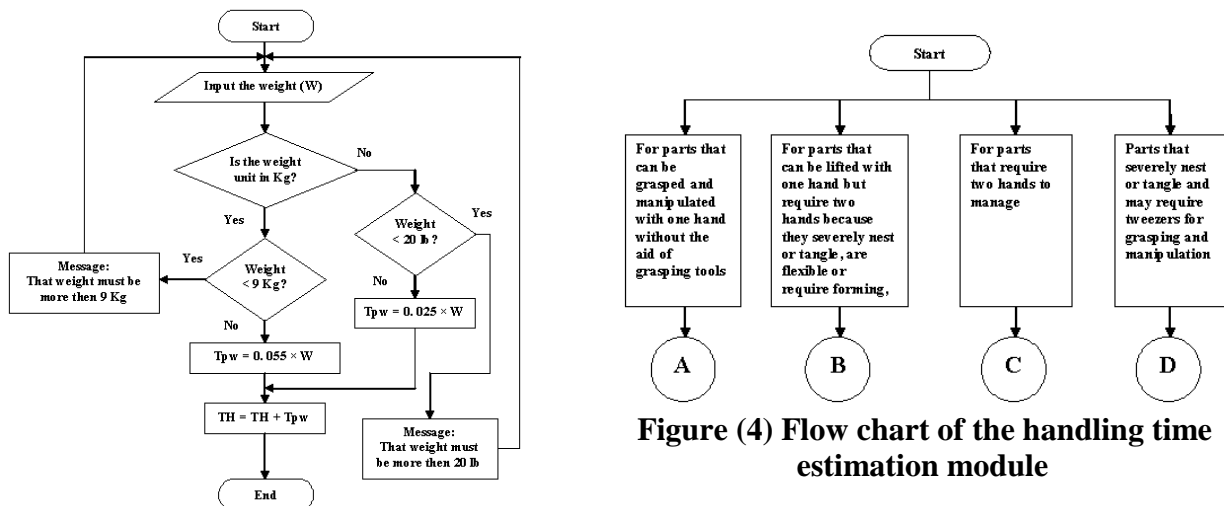 Start
Input the weight (W)
Is the weight
unit in Kg?
No
Yes
Weight
< 20 lb?
Yes
No
Weight
< 9 Kg?
Yes
No
Message:
That weight must be
more then 9 Kg
Tpw = 0.025 × W
Tpw = 0.055 × W
TH = TH + Tpw
Message:
That weight must
be more then 20 lb
End
Start
For parts that
can be
grasped and
manipulated
with one hand
without the
aid of
grasping tools
For parts that
can be lifted with
one hand but
require two
hands because
they severely nest
or tangle, are
flexible or
require forming,
For parts
that require
two hands to
manage
Parts that
severely nest
or tangle and
may require
tweezers for
grasping and
manipulation
A
B
C
D
Figure (4) Flow chart of the handling time
estimation module